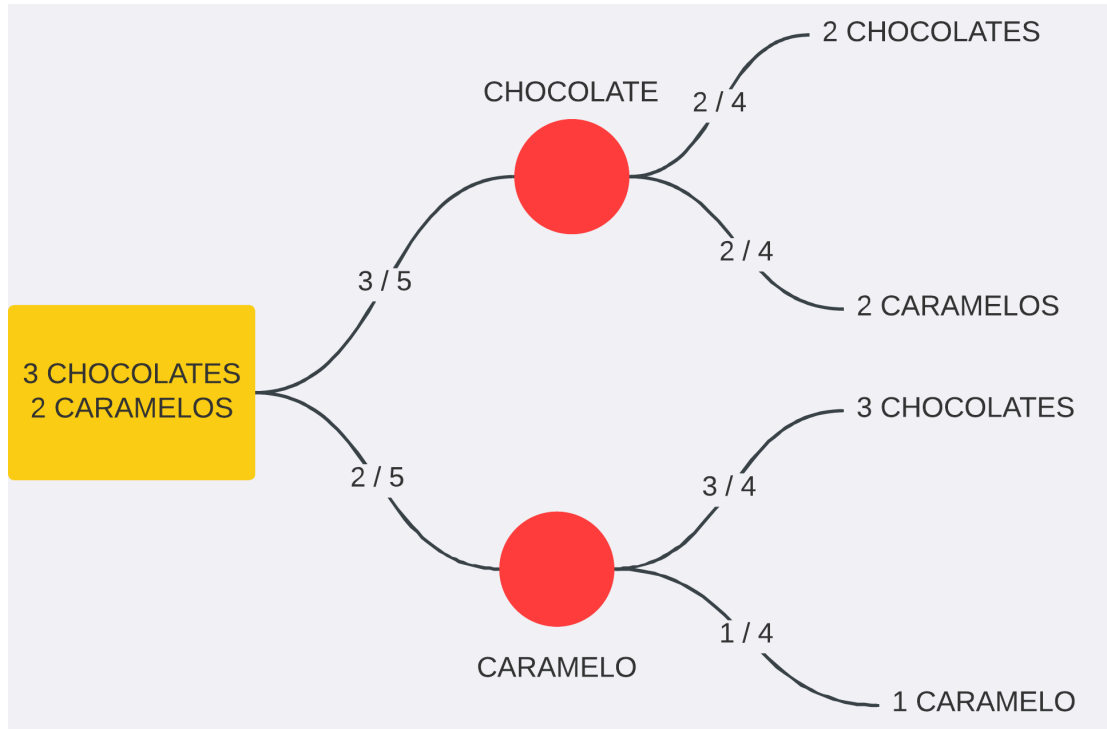 3 CHOCOLATES
2 CARAMELOS
3 / 5
2 / 5
CHOCOLATE
2 / 4
2 CHOCOLATES
2 / 4
2 CARAMELOS
CARAMELO
3 / 4
3 CHOCOLATES
1 / 4
1 CARAMELO